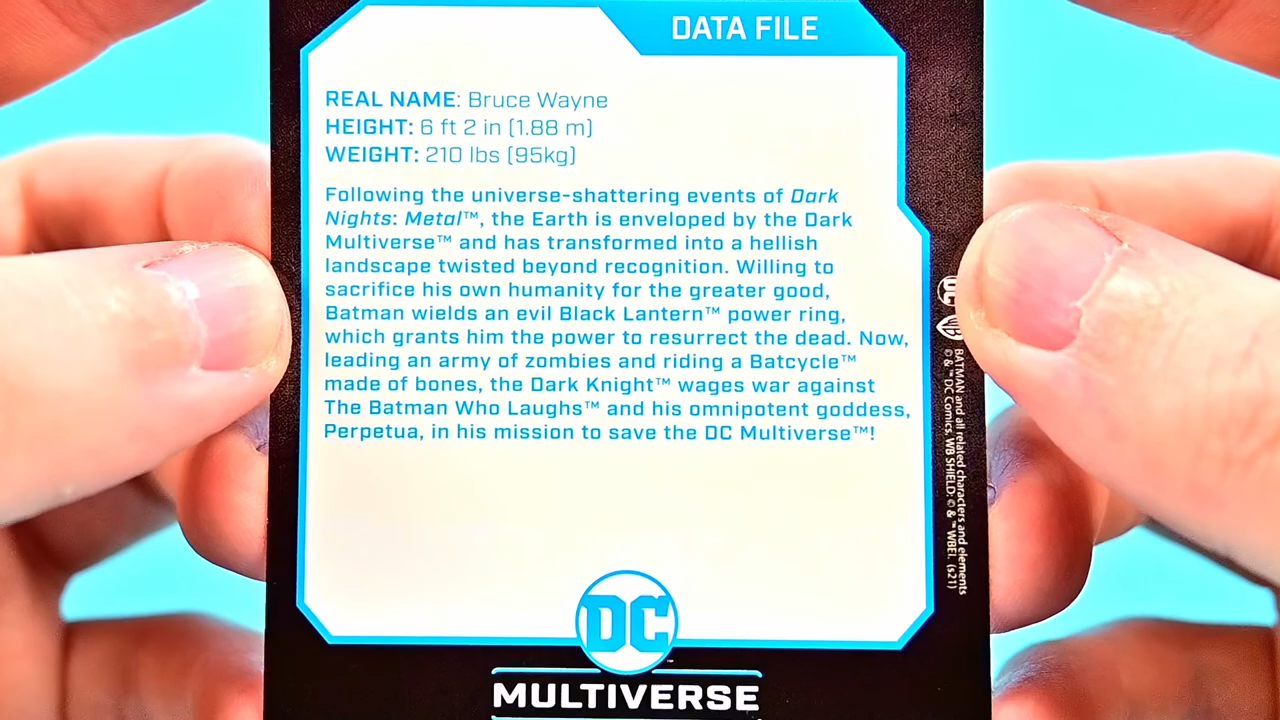 DATA FILE
REAL NAME: Bruce Wayne
HEIGHT: 6 ft 2 in (1.88 m)
WEIGHT: 210 lbs (95kg)
Following the universe-shattering events of Dark
Nights: Metal™, the Earth is enveloped by the Dark
Multiverse™ and has transformed into a hellish
landscape twisted beyond recognition. Willing to
sacrifice his own humanity for the greater good,
Batman wields an evil Black Lantern™ power ring,
which grants him the power to resurrect the dead. Now,
leading an army of zombies and riding a Batcycle™
made of bones, the Dark Knight™ wages war against
The Batman Who Laughs™ and his omnipotent goddess,
Perpetua, in his mission to save the DC Multiverse™!
DC
MULTIVERSE
DC WB
BATMAN and all related characters and elements
© & ™ DC Comics. WB SHIELD: © & ™ WBEI. (s21)